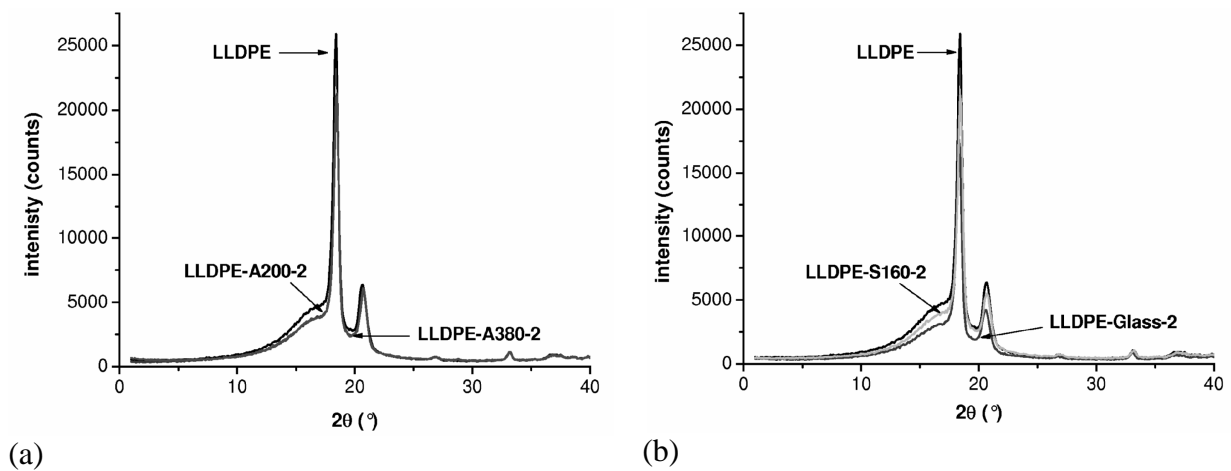 25000
20000
15000
10000
5000
0
intenisty (counts)
LLDPE
LLDPE-A200-2
LLDPE-A380-2
0 10 20 30 40
2θ (°)
(a)
25000
20000
15000
10000
5000
0
intensity (counts)
LLDPE
LLDPE-S160-2
LLDPE-Glass-2
0 10 20 30 40
2θ (°)
(b)